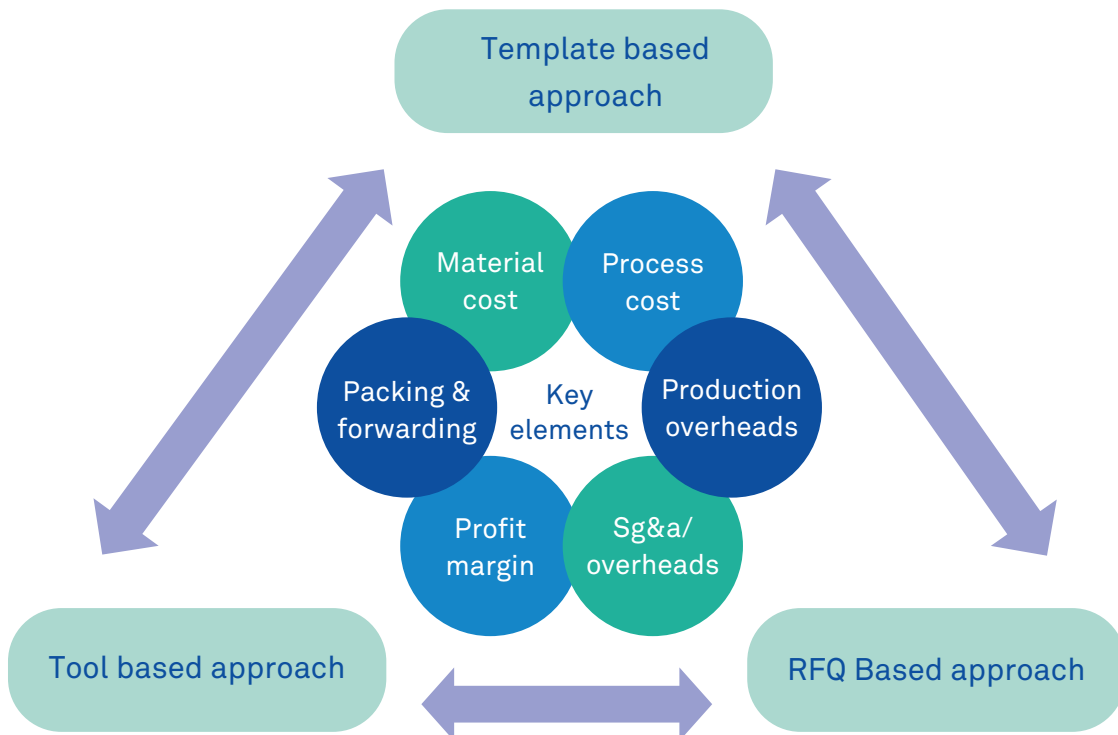 Template based
approach
Material
cost
Process
cost
Packing &
forwarding
Key
elements
Production
overheads
Profit
margin
Sg&a/
overheads
Tool based approach
RFQ Based approach